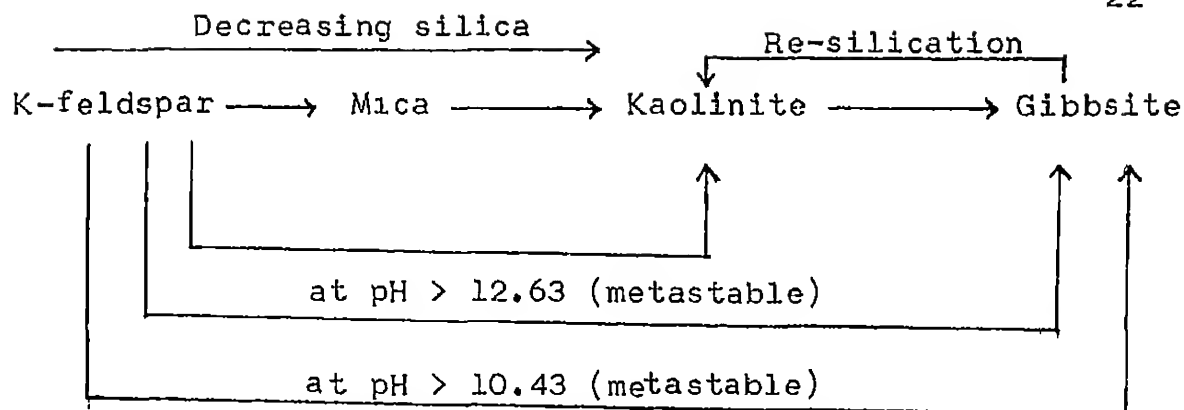 22
Decreasing silica
Re-silication
K-feldspar Mica Kaolinite Gibbsite
at pH > 12.63 (metastable)
at pH > 10.43 (metastable)